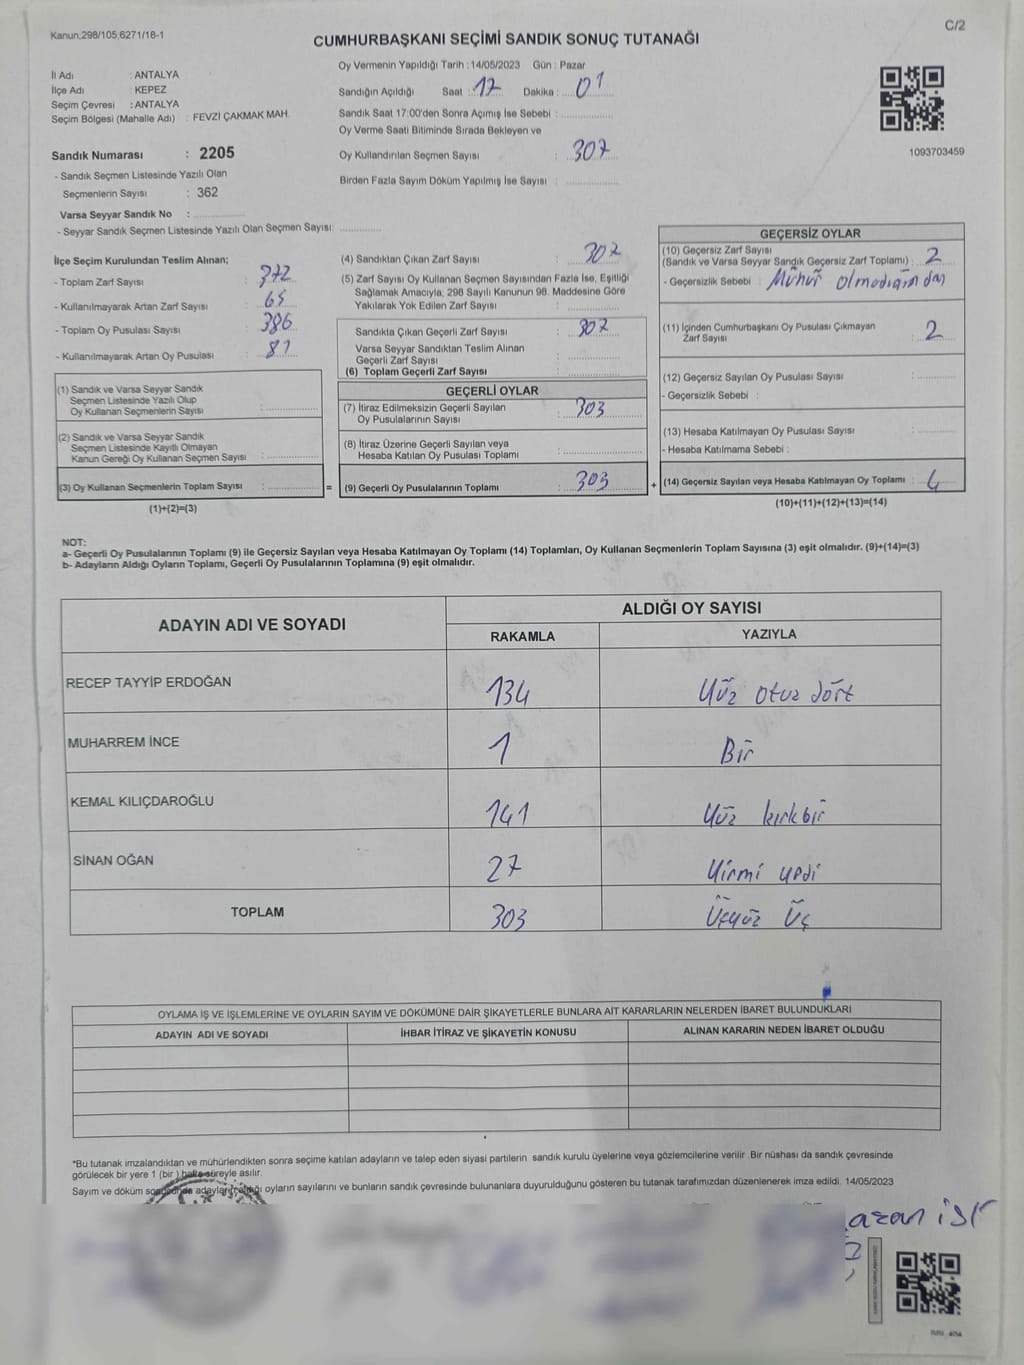 Kanun;298/105;6271/18-1
C/2
CUMHURBAŞKANI SEÇİMİ SANDIK SONUÇ TUTANAĞI
İl Adı : ANTALYA
İlçe Adı : KEPEZ
Seçim Çevresi : ANTALYA
Seçim Bölgesi (Mahalle Adı) : FEVZİ ÇAKMAK MAH.
Sandık Numarası : 2205
- Sandık Seçmen Listesinde Yazılı Olan
Seçmenlerin Sayısı : 362
Varsa Seyyar Sandık No : ................
- Seyyar Sandık Seçmen Listesinde Yazılı Olan Seçmen Sayısı: .............
Oy Vermenin Yapıldığı Tarih : 14/05/2023 Gün : Pazar
Sandığın Açıldığı Saat : 17 Dakika : 01
Sandık Saat 17:00'den Sonra Açımış İse Sebebi : .................
Oy Verme Saati Bitiminde Sırada Bekleyen ve
Oy Kullandırılan Seçmen Sayısı : 307
Birden Fazla Sayım Döküm Yapılmış İse Sayısı : .................
1093703459
İlçe Seçim Kurulundan Teslim Alınan;
- Toplam Zarf Sayısı : 372
- Kullanılmayarak Artan Zarf Sayısı : 65
- Toplam Oy Pusulası Sayısı : 386
- Kullanılmayarak Artan Oy Pusulası :
(1) Sandık ve Varsa Seyyar Sandık
Seçmen Listesinde Yazılı Olup
Oy Kullanan Seçmenlerin Sayısı : .................
(2) Sandık ve Varsa Seyyar Sandık
Seçmen Listesinde Kayıtlı Olmayan
Kanun Gereği Oy Kullanan Seçmen Sayısı : .................
(3) Oy Kullanan Seçmenlerin Toplam Sayısı : ................. =
(1)+(2)=(3)
(4) Sandıktan Çıkan Zarf Sayısı : 307
(5) Zarf Sayısı Oy Kullanan Seçmen Sayısından Fazla İse, Eşitliği
Sağlamak Amacıyla; 298 Sayılı Kanunun 98. Maddesine Göre
Yakılarak Yok Edilen Zarf Sayısı : .................
Sandıkta Çıkan Geçerli Zarf Sayısı : 307
Varsa Seyyar Sandıktan Teslim Alınan
Geçerli Zarf Sayısı : .................
(6) Toplam Geçerli Zarf Sayısı : .................
GEÇERLİ OYLAR
(7) İtiraz Edilmeksizin Geçerli Sayılan
Oy Pusulalarının Sayısı : 303
(8) İtiraz Üzerine Geçerli Sayılan veya
Hesaba Katılan Oy Pusulası Toplamı : .................
(9) Geçerli Oy Pusulalarının Toplamı : 303 +
GEÇERSİZ OYLAR
(10) Geçersiz Zarf Sayısı
(Sandık ve Varsa Seyyar Sandık Geçersiz Zarf Toplamı) : 2
- Geçersizlik Sebebi : Mühür olmadığından
(11) İçinden Cumhurbaşkanı Oy Pusulası Çıkmayan
Zarf Sayısı : 2
(12) Geçersiz Sayılan Oy Pusulası Sayısı : .............
- Geçersizlik Sebebi :
(13) Hesaba Katılmayan Oy Pusulası Sayısı : .............
- Hesaba Katılmama Sebebi :
(14) Geçersiz Sayılan veya Hesaba Katılmayan Oy Toplamı : 4
(10)+(11)+(12)+(13)=(14)
NOT:
a- Geçerli Oy Pusulalarının Toplamı (9) ile Geçersiz Sayılan veya Hesaba Katılmayan Oy Toplamı (14) Toplamları, Oy Kullanan Seçmenlerin Toplam Sayısına (3) eşit olmalıdır. (9)+(14)=(3)
b- Adayların Aldığı Oyların Toplamı, Geçerli Oy Pusulalarının Toplamına (9) eşit olmalıdır.
ADAYIN ADI VE SOYADI
ALDIĞI OY SAYISI
RAKAMLA YAZIYLA
RECEP TAYYİP ERDOĞAN 134 Yüz otuz dört
MUHARREM İNCE 1 Bir
KEMAL KILIÇDAROĞLU 141 Yüz kırkbir
SİNAN OĞAN 27 Yirmi yedi
TOPLAM 303 Üçyüz Üç
OYLAMA İŞ VE İŞLEMLERİNE VE OYLARIN SAYIM VE DÖKÜMÜNE DAİR ŞİKAYETLERLE BUNLARA AİT KARARLARIN NELERDEN İBARET BULUNDUKLARI
ADAYIN ADI VE SOYADI İHBAR İTİRAZ VE ŞİKAYETİN KONUSU ALINAN KARARIN NEDEN İBARET OLDUĞU
*Bu tutanak imzalandıktan ve mühürlendikten sonra seçime katılan adayların ve talep eden siyasi partilerin sandık kurulu üyelerine veya gözlemcilerine verilir. Bir nüshası da sandık çevresinde
görülecek bir yere 1 (bir ) hafta süreyle asılır.
Sayım ve döküm sonucunda adayların aldığı oyların sayılarını ve bunların sandık çevresinde bulunanlara duyurulduğunu gösteren bu tutanak tarafımızdan düzenlenerek imza edildi. 14/05/2023